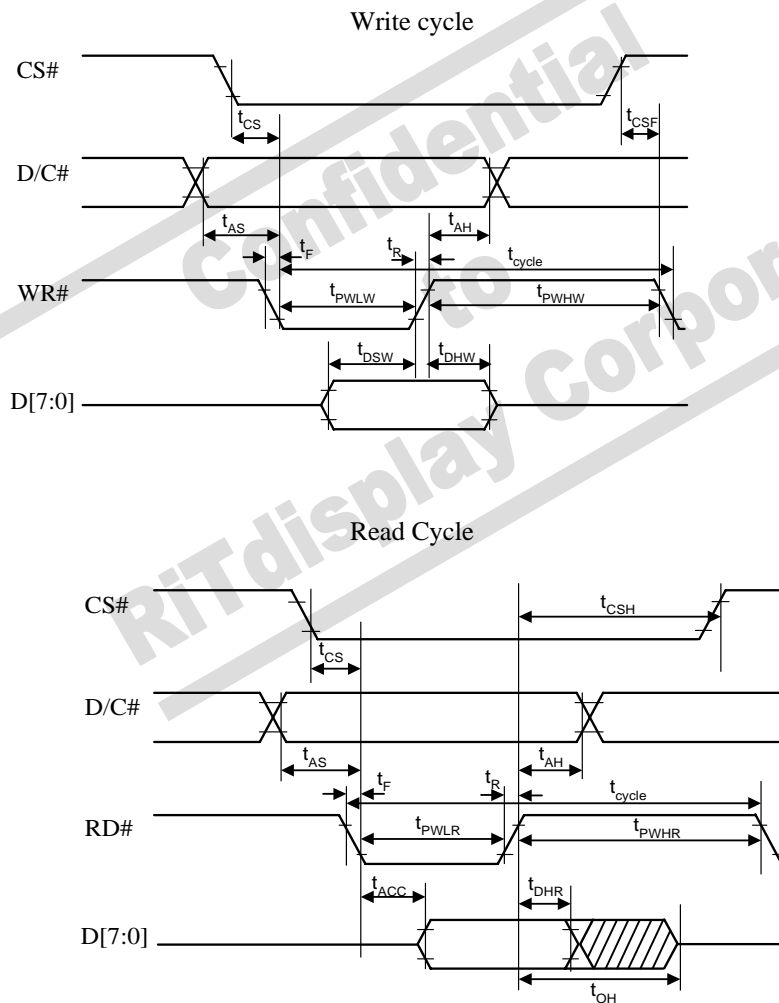 Write cycle
CS#
tCS
tCSF
D/C#
tAS
tAH
tF
tR
tcycle
WR#
tPWLW
tPWHW
tDSW
tDHW
D[7:0]
Read Cycle
CS#
tCSH
tCS
D/C#
tAS
tAH
tF
tR
tcycle
RD#
tPWLR
tPWHR
tACC
tDHR
D[7:0]
tOH
Confidential
to
RiTdisplay Corpor